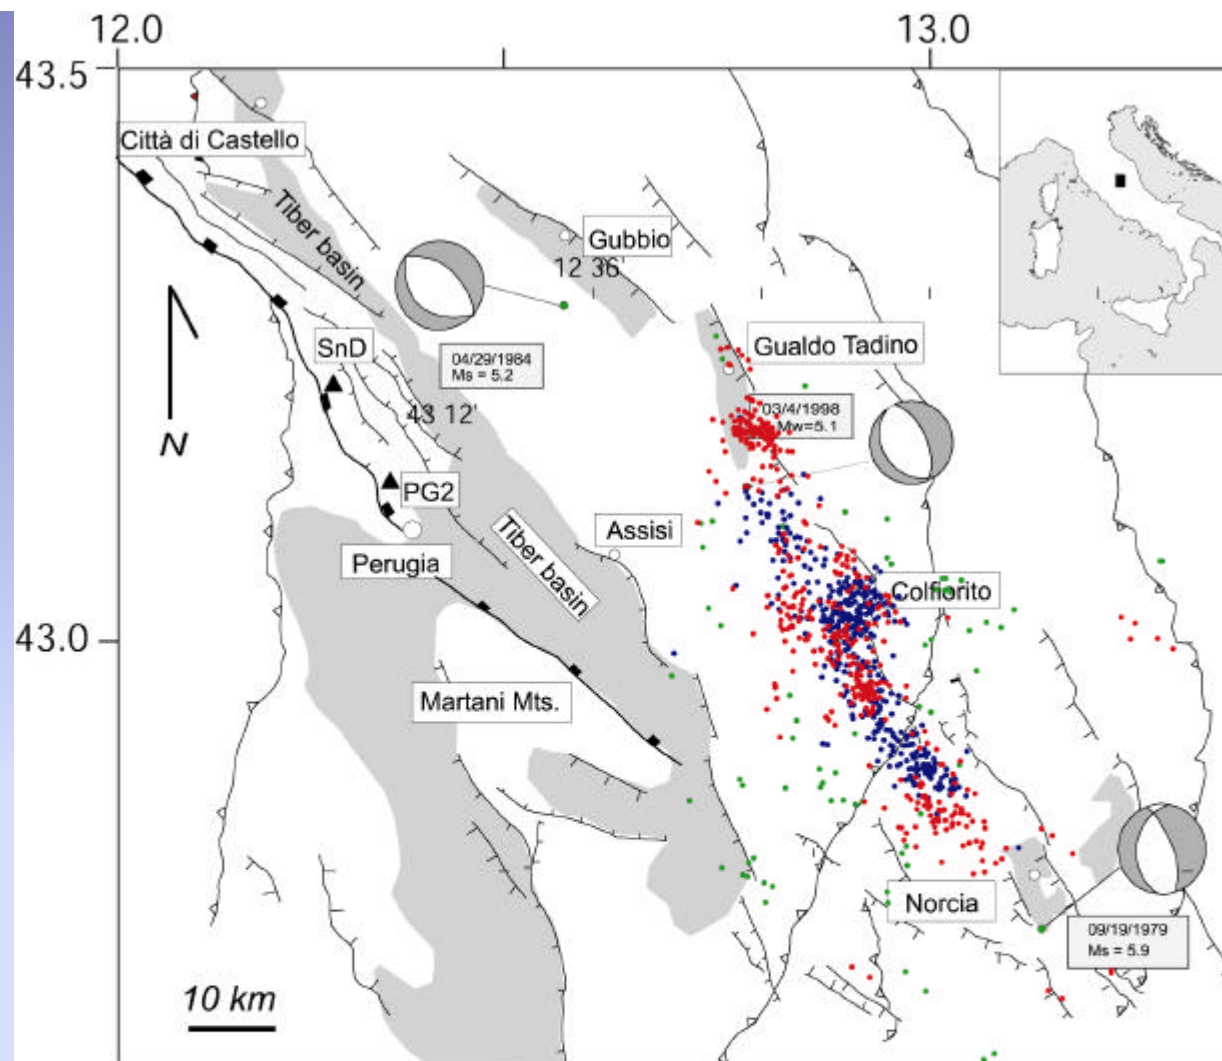 12.0
13.0
43.5
Città di Castello
Tiber basin
Gubbio
12 36'
SnD
04/29/1984
Ms = 5.2
Gualdo Tadino
43 12'
03/4/1998
Mw=5.1
N
PG2
Assisi
Perugia
Tiber basin
Colfiorito
43.0
Martani Mts.
Norcia
09/19/1979
Ms = 5.9
10 km